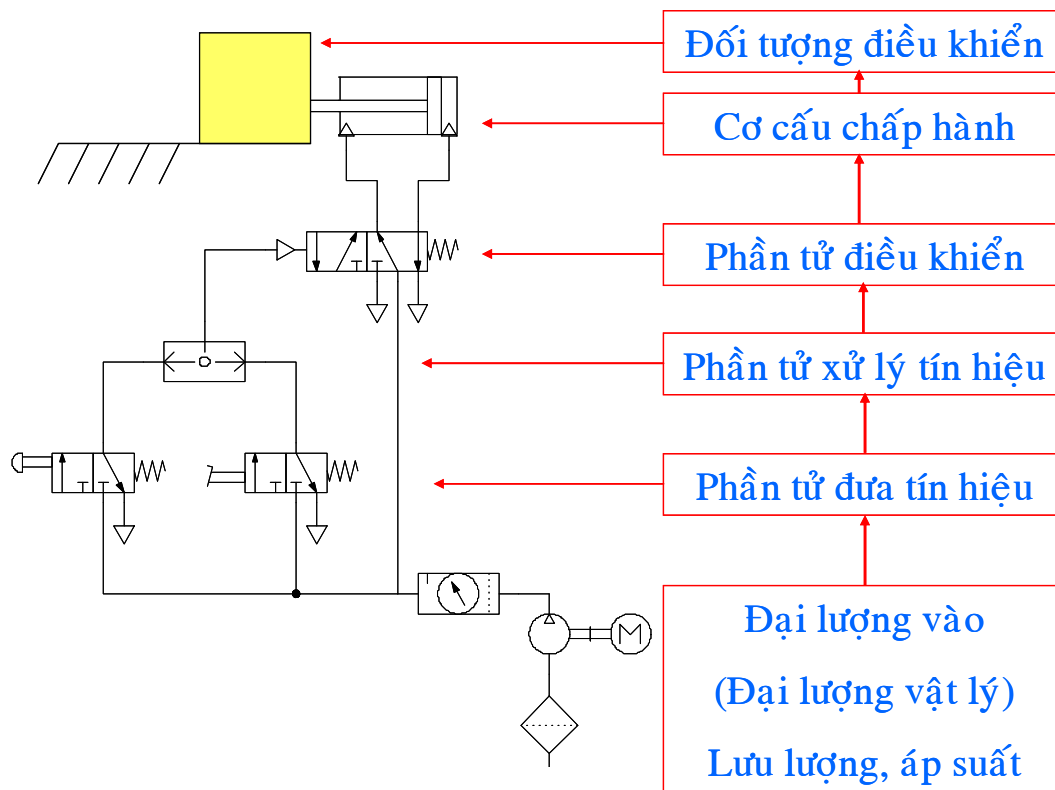 Đối tượng điều khiển
Cơ cấu chấp hành
Phần tử điều khiển
Phần tử xử lý tín hiệu
Phần tử đưa tín hiệu
Đại lượng vào
(Đại lượng vật lý)
Lưu lượng, áp suất
M